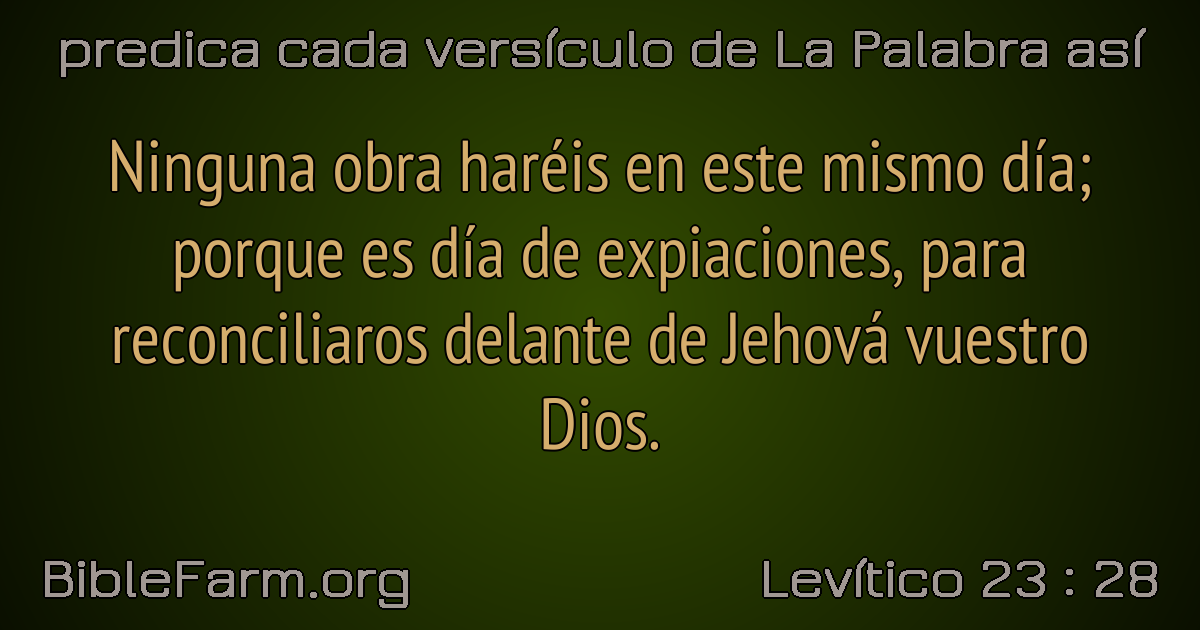 predica cada versículo de La Palabra así
Ninguna obra haréis en este mismo día;
porque es día de expiaciones, para
reconciliaros delante de Jehová vuestro
Dios.
BibleFarm.org
Levítico 23 : 28